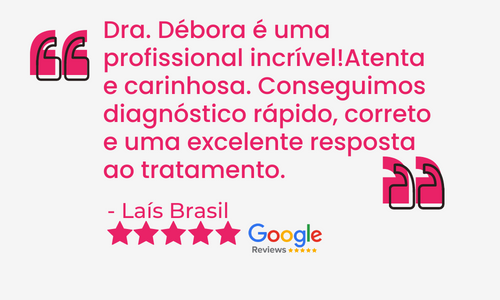 Dra. Débora é uma
profissional incrível!Atenta
e carinhosa. Conseguimos
diagnóstico rápido, correto
e uma excelente resposta
ao tratamento.
- Laís Brasil
Google
Reviews